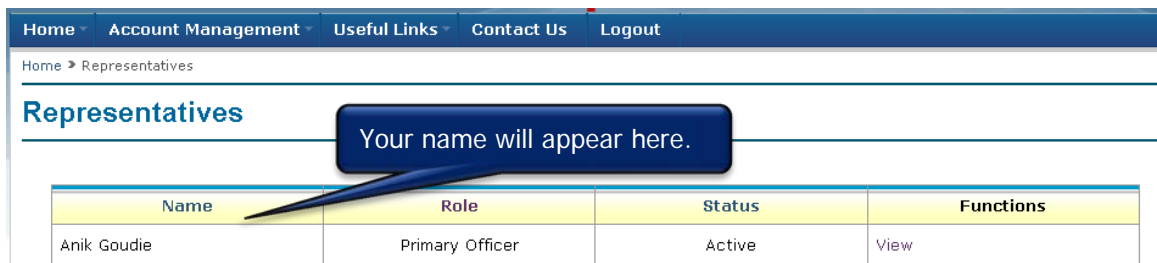 Home Account Management Useful Links Contact Us Logout
Home > Representatives
Representatives
Your name will appear here.
Name Role Status Functions
Anik Goudie Primary Officer Active View